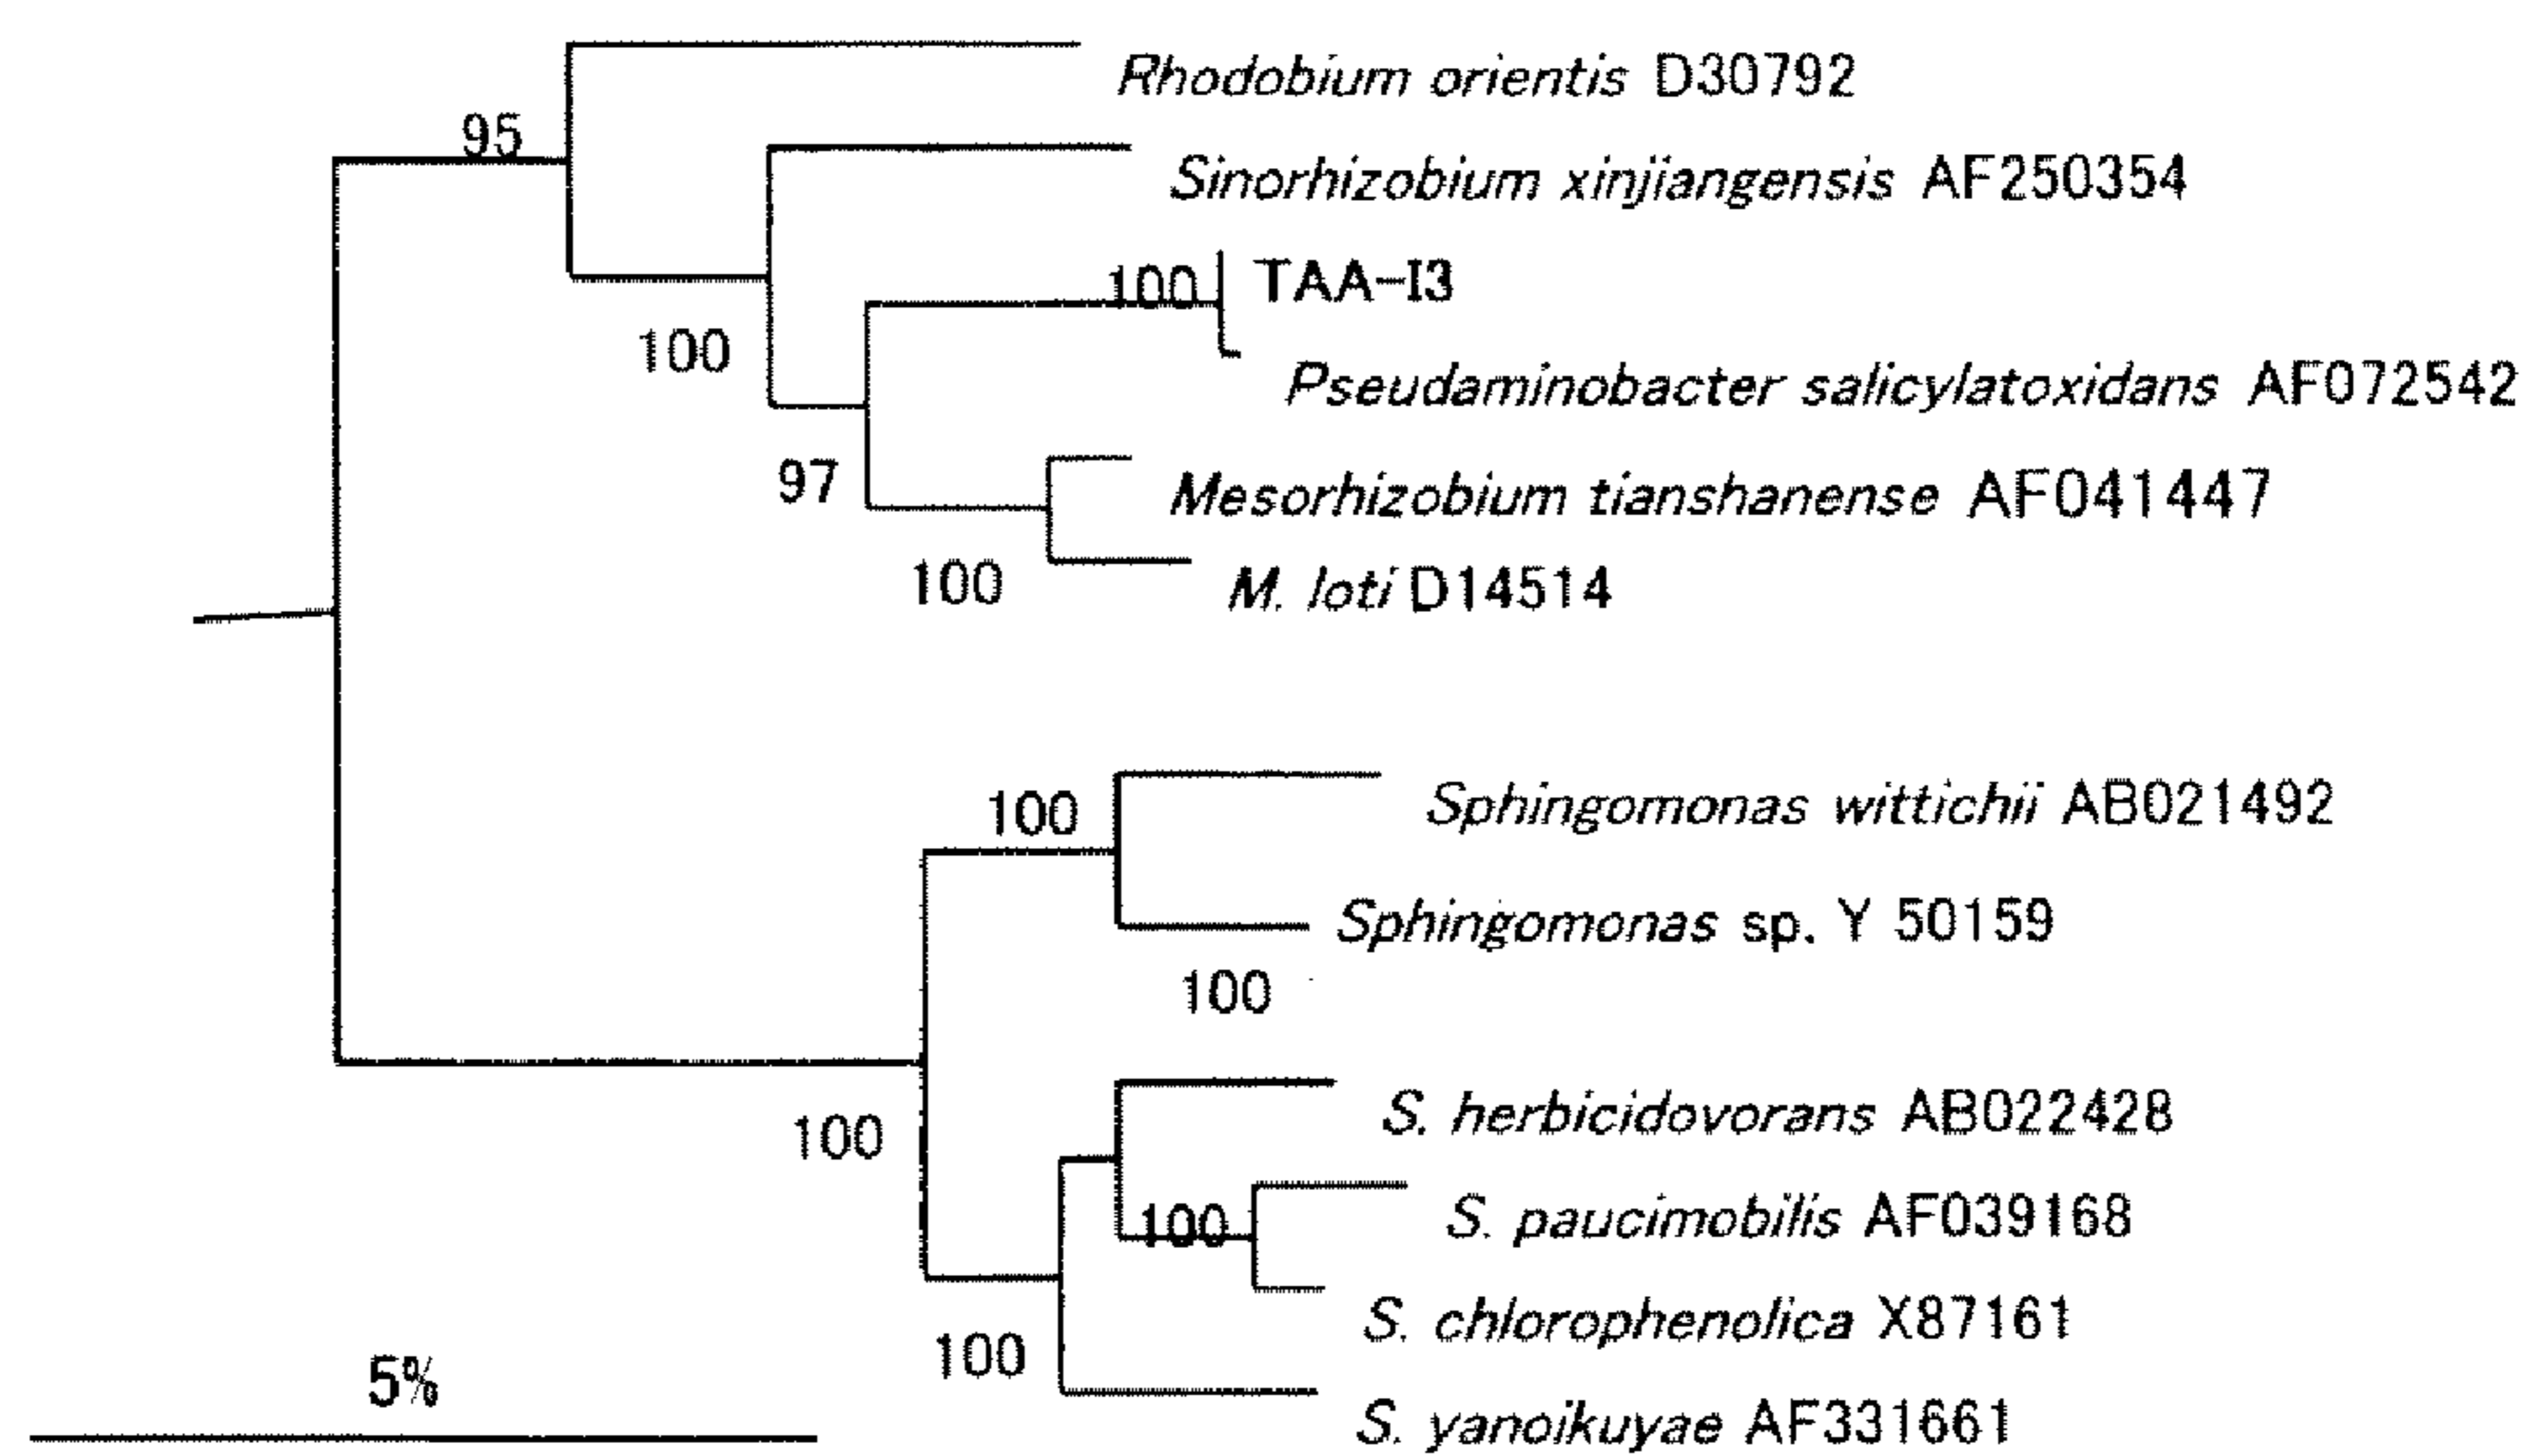 Rhodobium orientis D30792
95
Sinorhizobium xinjiangensis AF250354
100 TAA-I3
100
Pseudaminobacter salicylatoxidans AF072542
97
Mesorhizobium tianshanense AF041447
100
M. loti D14514
100
Sphingomonas wittichii AB021492
Sphingomonas sp. Y 50159
100
S. herbicidovorans AB022428
100
100
S. paucimobilis AF039168
S. chlorophenolica X87161
100
5%
S. yanoikuyae AF331661